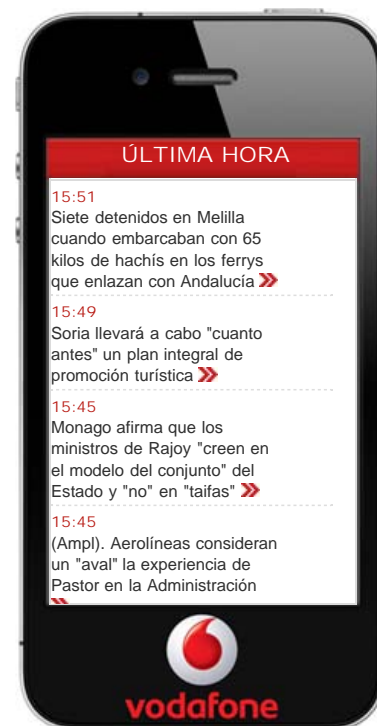 ÚLTIMA HORA
15:51
Siete detenidos en Melilla
cuando embarcaban con 65
kilos de hachís en los ferrys
que enlazan con Andalucía
15:49
Soria llevará a cabo "cuanto
antes" un plan integral de
promoción turística
15:45
Monago afirma que los
ministros de Rajoy "creen en
el modelo del conjunto" del
Estado y "no" en "taifas"
15:45
(Ampl). Aerolíneas consideran
un "aval" la experiencia de
Pastor en la Administración
vodafone